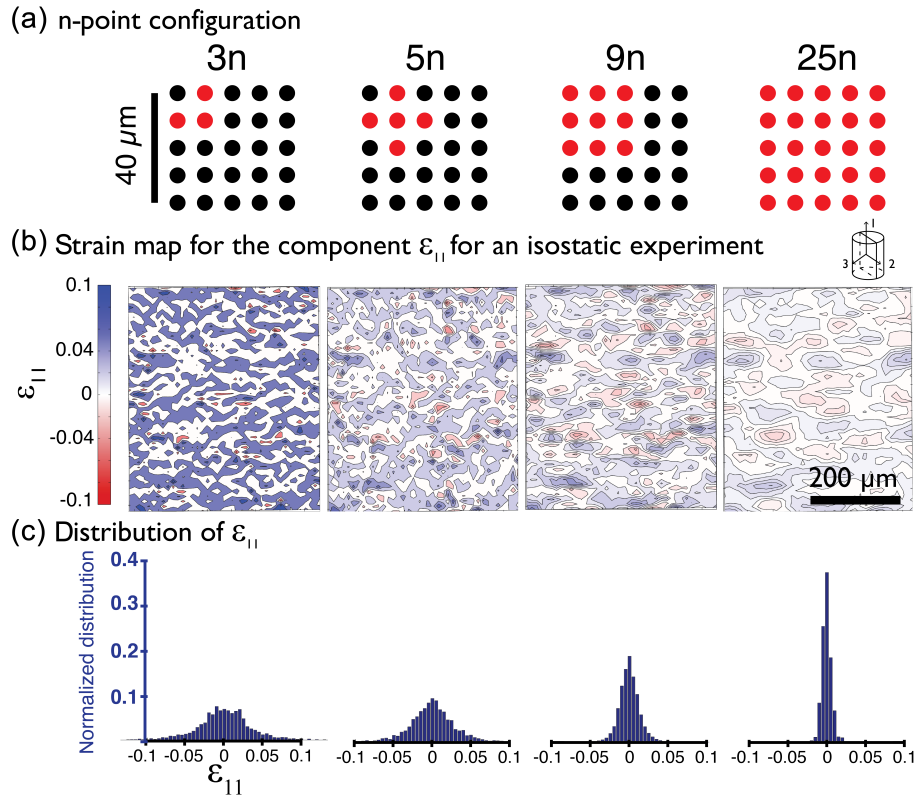 (a) n-point configuration
3n 5n 9n 25n
40 µm
(b) Strain map for the component ε₁₁ for an isostatic experiment
1
3 2
0.1
0.04
0
-0.04
-0.1
ε₁₁
200 µm
(c) Distribution of ε₁₁
Normalized distribution
0.4
0.3
0.2
0.1
-0.1 -0.05 0 0.05 0.1 -0.1 -0.05 0 0.05 0.1 -0.1 -0.05 0 0.05 0.1 -0.1 -0.05 0 0.05 0.1
ε₁₁